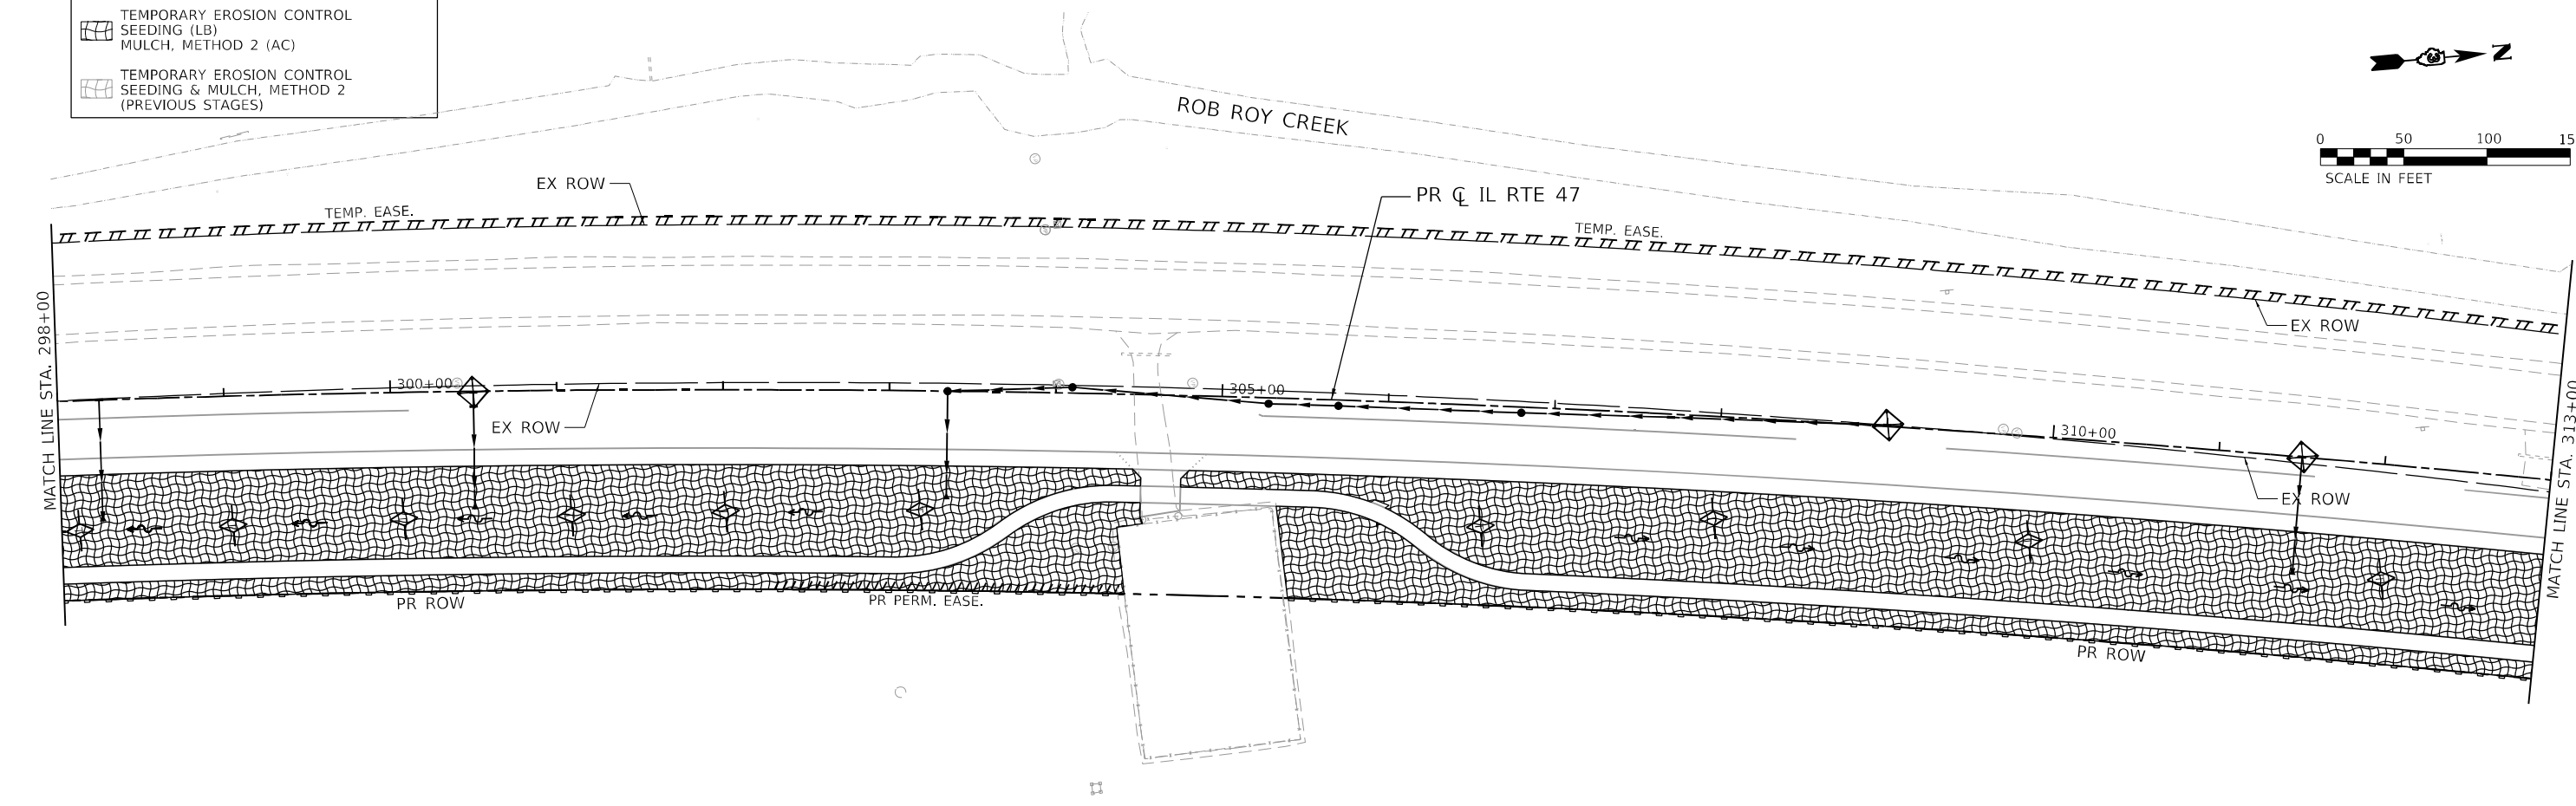 TEMPORARY EROSION CONTROL
SEEDING (LB)
MULCH, METHOD 2 (AC)
TEMPORARY EROSION CONTROL
SEEDING & MULCH, METHOD 2
(PREVIOUS STAGES)
N
0 50 100 15
SCALE IN FEET
ROB ROY CREEK
EX ROW
PR CL IL RTE 47
TEMP. EASE.
TEMP. EASE.
EX ROW
MATCH LINE STA. 298+00
300+00
305+00
310+00
EX ROW
EX ROW
MATCH LINE STA. 313+00
PR ROW
PR PERM. EASE.
PR ROW